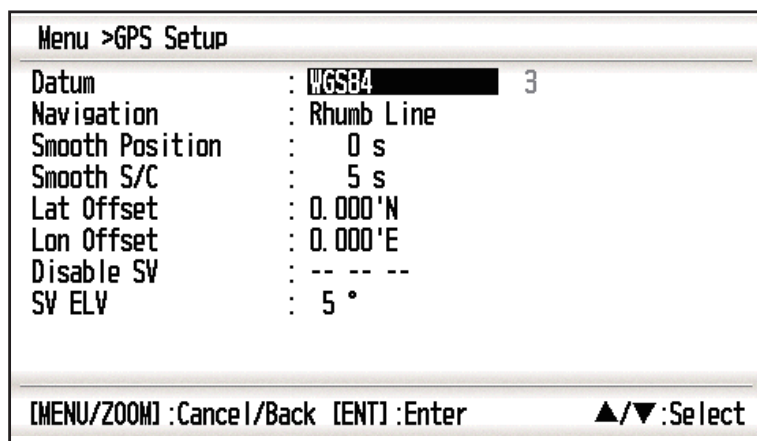 Menu >GPS Setup
Datum : WGS84 3
Navigation : Rhumb Line
Smooth Position : 0 s
Smooth S/C : 5 s
Lat Offset : 0.000'N
Lon Offset : 0.000'E
Disable SV : -- -- --
SV ELV : 5 °
[MENU/ZOOM]:Cancel/Back [ENT]:Enter ▲/▼:Select